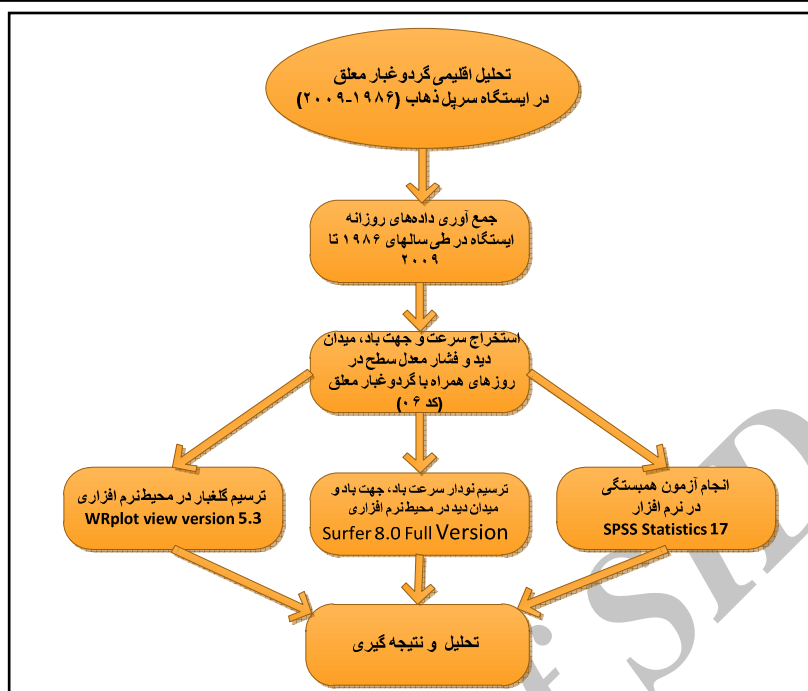 تحلیل اقلیمی گردوغبار معلق
در ایستگاه سرپل ذهاب (۱۹۸۶-۲۰۰۹)
جمع آوری داده‌های روزانه
ایستگاه در طی سالهای ۱۹۸۶ تا
۲۰۰۹
استخراج سرعت و جهت باد، میدان
دید و فشار معدل سطح در
روزهای همراه با گردوغبار معلق
(کد ۰۶)
انجام آزمون همبستگی
در نرم افزار
SPSS Statistics 17
ترسیم نودار سرعت باد، جهت بادو
میدان دید در محیط‌نرم افزاری
Surfer 8.0 Full Version
ترسیم گلغبار در محیط‌نرم افزاری
WRplot view version 5.3
تحلیل و نتیجه گیری
f SID